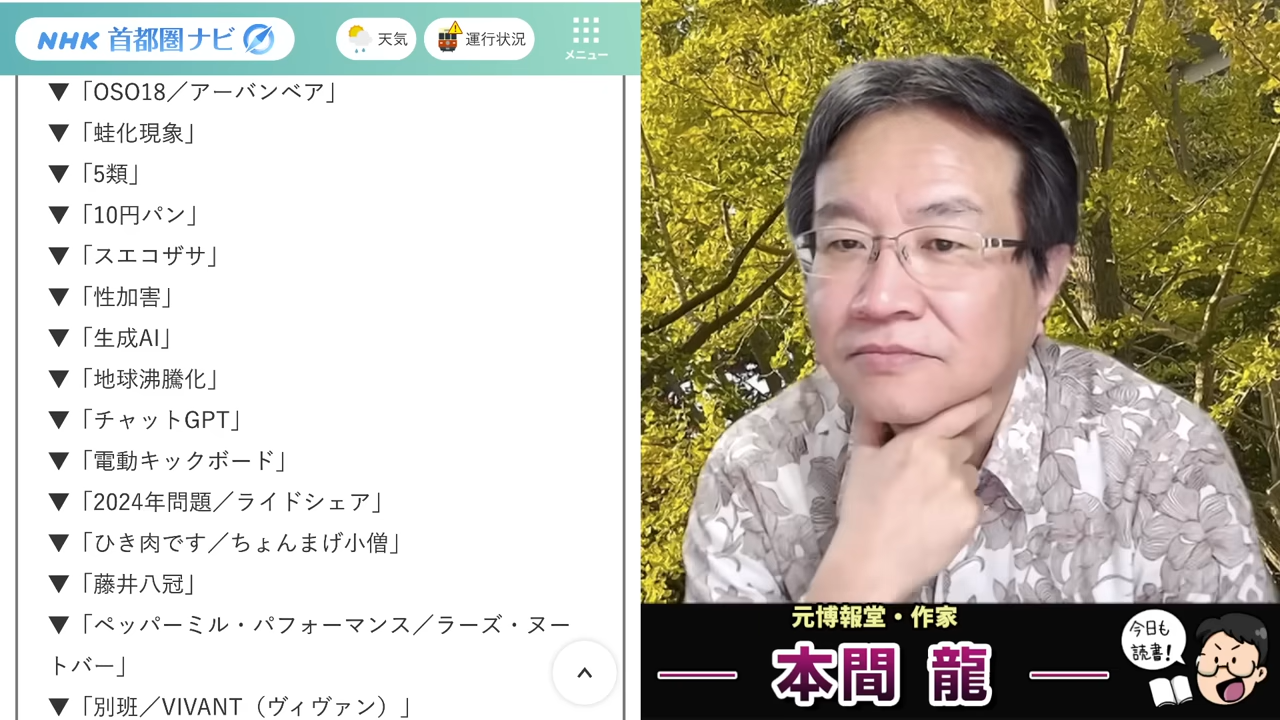 NHK 首都圏ナビ
天気
運行状況
メニュー
▼「OSO18／アーバンベア」
▼「蛙化現象」
▼「5類」
▼「10円パン」
▼「スエコザサ」
▼「性加害」
▼「生成AI」
▼「地球沸騰化」
▼「チャットGPT」
▼「電動キックボード」
▼「2024年問題／ライドシェア」
▼「ひき肉です／ちょんまげ小僧」
▼「藤井八冠」
▼「ペッパーミル・パフォーマンス／ラーズ・ヌー
トバー」
▼「別班／VIVANT（ヴィヴァン）」
元博報堂・作家
本間 龍
今日も
読書!